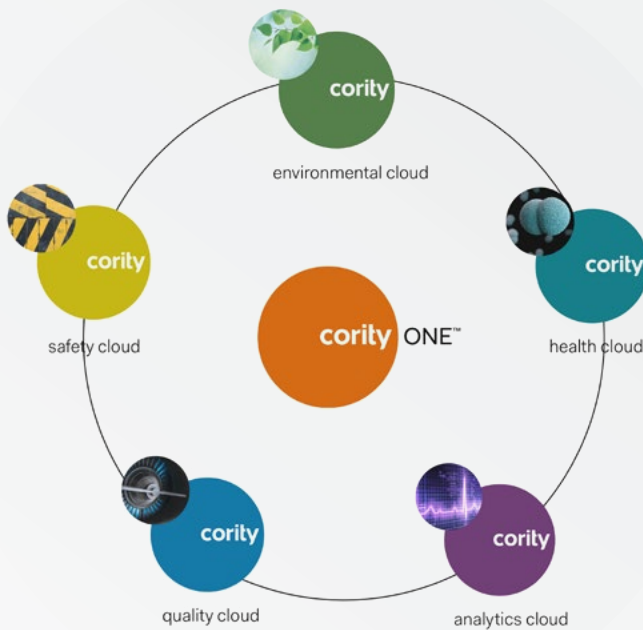 cority
environmental cloud
cority
safety cloud
cority
health cloud
cority ONE™
cority
quality cloud
cority
analytics cloud